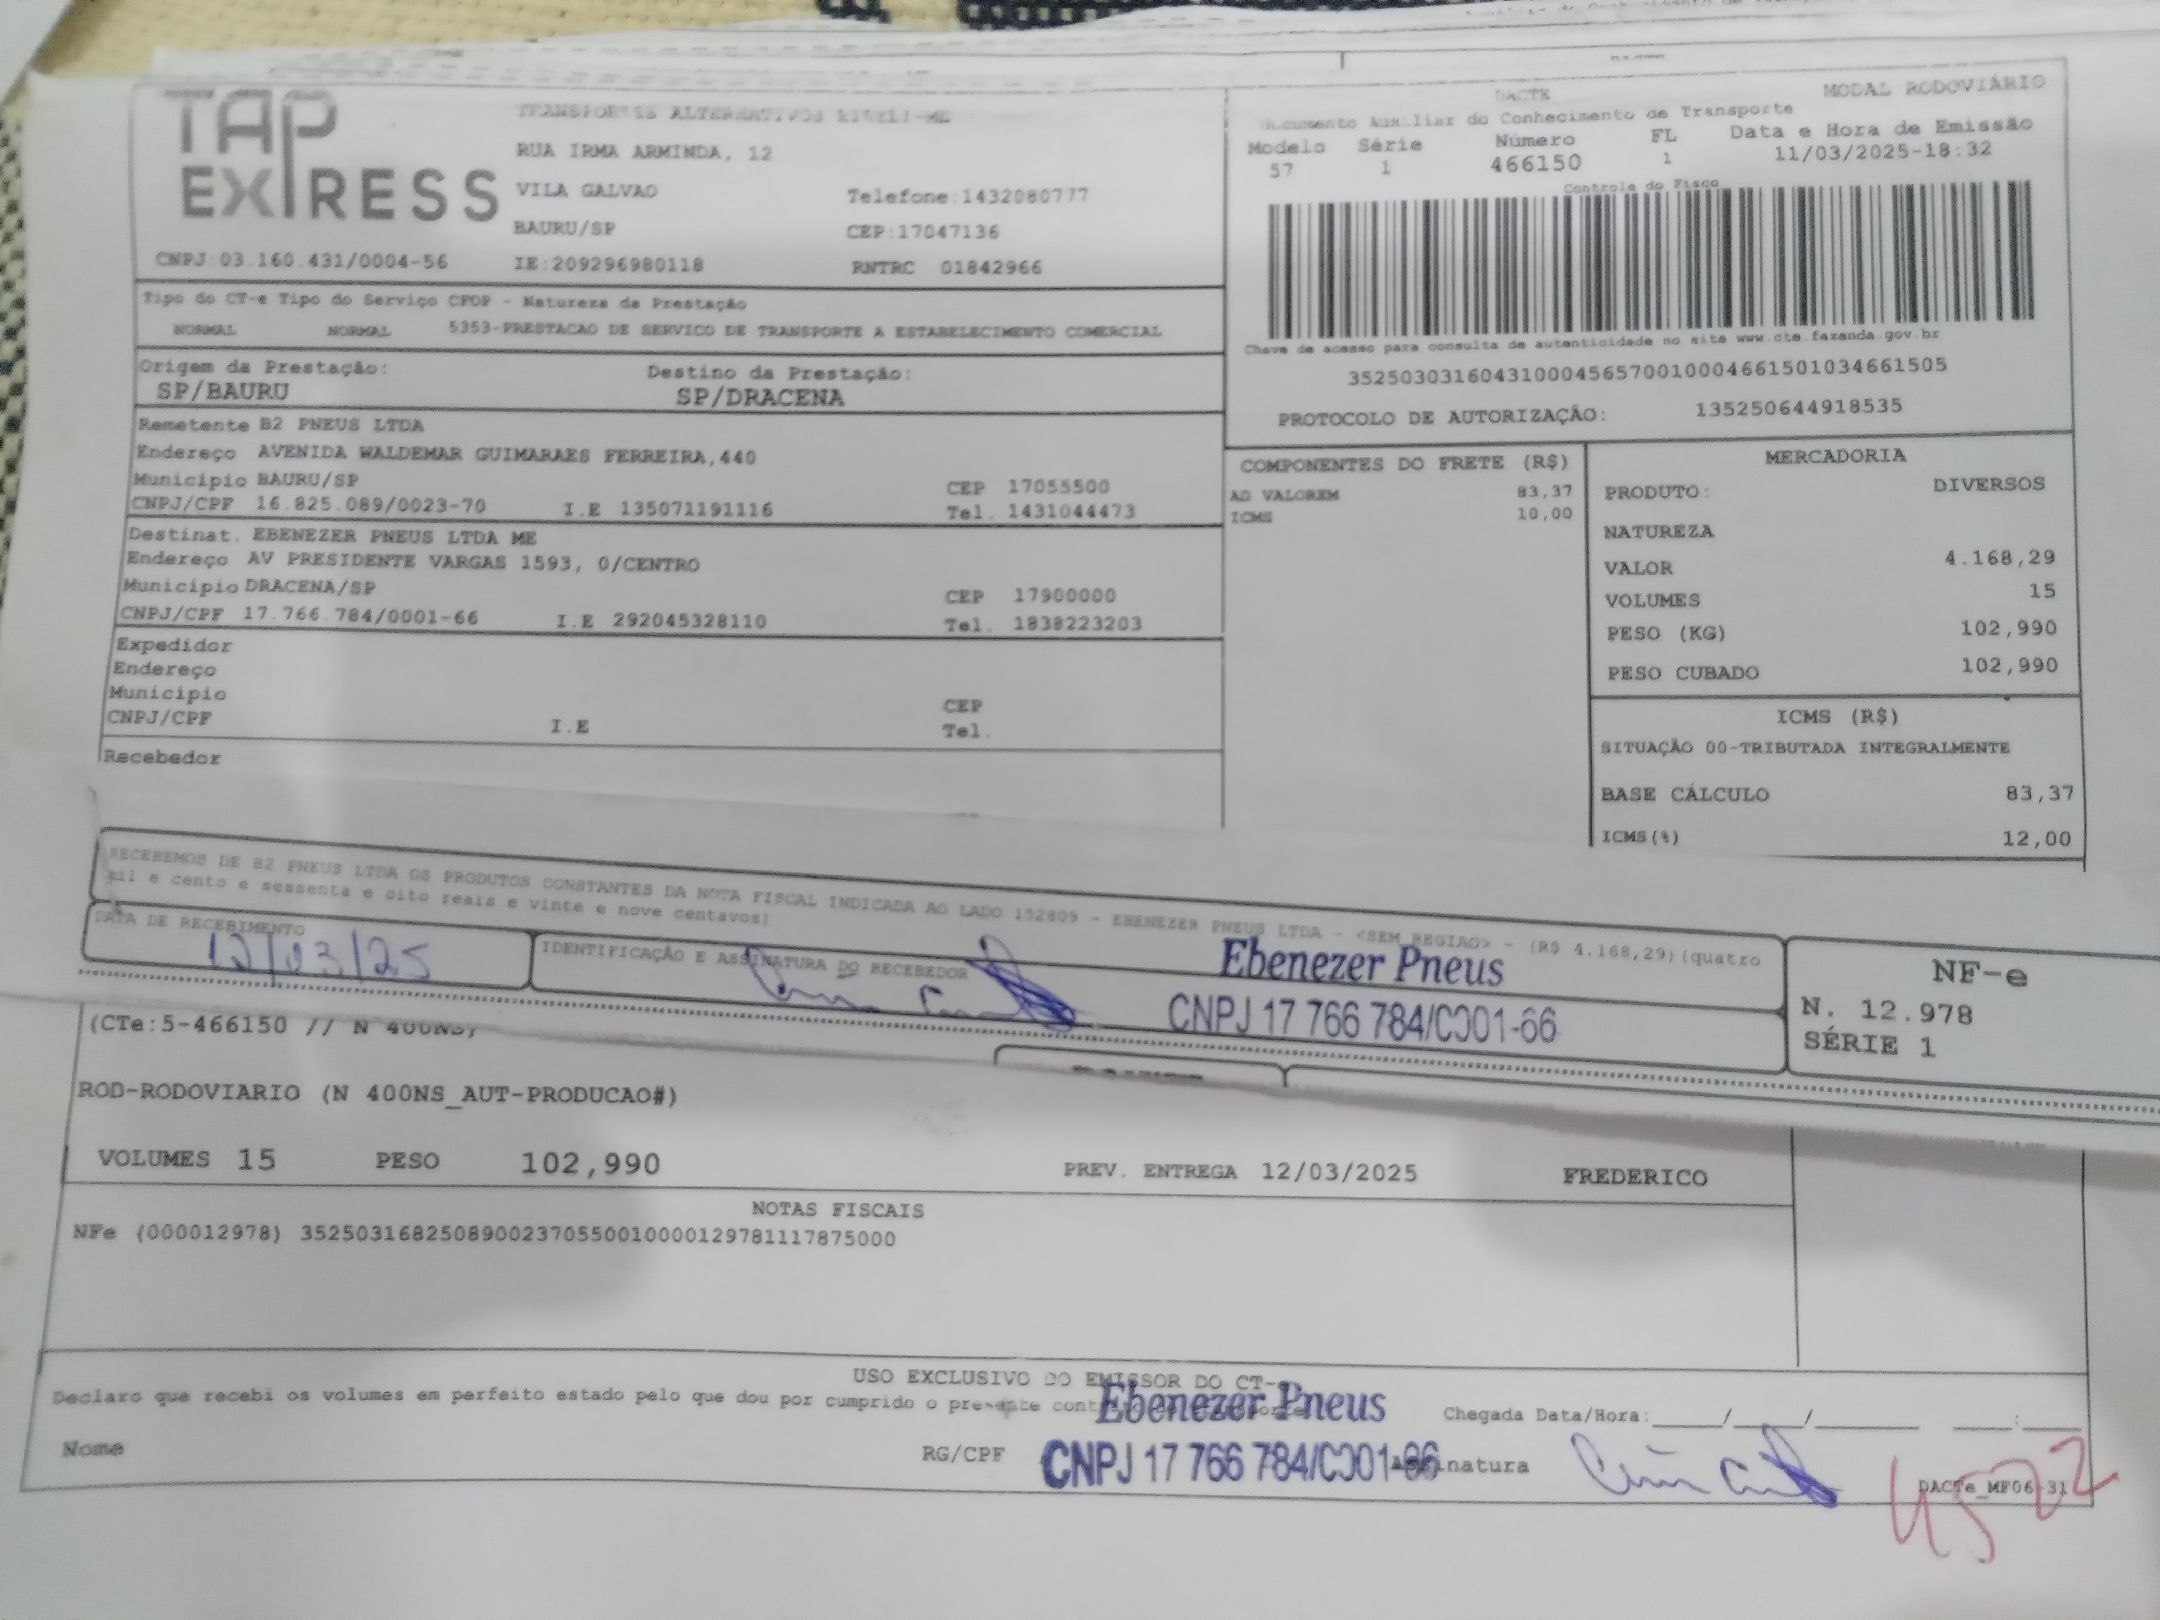 TAP
EXPRESS
TRANSPORTES ALTERNATIVOS EIRELI-ME
RUA IRMA ARMINDA, 12
VILA GALVAO Telefone:1432080777
BAURU/SP CEP:17047136
CNPJ:03.160.431/0004-56 IE:209296980118 RNTRC 01842966
DACTE MODAL RODOVIÁRIO
Documento Auxiliar do Conhecimento de Transporte
Modelo Série Número FL Data e Hora de Emissão
57 1 466150 1 11/03/2025-18:32
Controle do Fisco
Chave de acesso para consulta de autenticidade no site www.cte.fazenda.gov.br
35250303160431000456570010004661501034661505
PROTOCOLO DE AUTORIZAÇÃO: 135250644918535
Tipo do CT-e Tipo do Serviço CFOP - Natureza da Prestação
NORMAL NORMAL 5353-PRESTACAO DE SERVICO DE TRANSPORTE A ESTABELECIMENTO COMERCIAL
Origem da Prestação: Destino da Prestação:
SP/BAURU SP/DRACENA
Remetente B2 PNEUS LTDA
Endereço AVENIDA WALDEMAR GUIMARAES FERREIRA,440
Município BAURU/SP CEP 17055500
CNPJ/CPF 16.825.089/0023-70 I.E 135071191116 Tel. 1431044473
Destinat. EBENEZER PNEUS LTDA ME
Endereço AV PRESIDENTE VARGAS 1593, 0/CENTRO
Município DRACENA/SP CEP 17900000
CNPJ/CPF 17.766.784/0001-66 I.E 292045328110 Tel. 1838223203
Expedidor
Endereço
Município CEP
CNPJ/CPF I.E Tel.
Recebedor
COMPONENTES DO FRETE (R$)
AD VALOREM 83,37
ICMS 10,00
MERCADORIA
PRODUTO: DIVERSOS
NATUREZA
VALOR 4.168,29
VOLUMES 15
PESO (KG) 102,990
PESO CUBADO 102,990
ICMS (R$)
SITUAÇÃO 00-TRIBUTADA INTEGRALMENTE
BASE CÁLCULO 83,37
ICMS(%) 12,00
RECEBEMOS DE B2 PNEUS LTDA OS PRODUTOS CONSTANTES DA NOTA FISCAL INDICADA AO LADO 152809 - EBENEZER PNEUS LTDA - <SEM REGIAO> - (R$ 4.168,29)(quatro
mil e cento e sessenta e oito reais e vinte e nove centavos)
DATA DE RECEBIMENTO IDENTIFICAÇÃO E ASSINATURA DO RECEBEDOR
12/03/25
Ebenezer Pneus
CNPJ 17 766 784/0001-66
NF-e
N. 12.978
SÉRIE 1
(CTe:5-466150 // N 400NS)
ROD-RODOVIARIO (N 400NS_AUT-PRODUCAO#)
VOLUMES 15 PESO 102,990 PREV. ENTREGA 12/03/2025 FREDERICO
NOTAS FISCAIS
NFe (000012978) 35250316825089002370550010000129781117875000
USO EXCLUSIVO DO EMISSOR DO CT-e
Declaro que recebi os volumes em perfeito estado pelo que dou por cumprido o presente
Ebenezer Pneus
Chegada Data/Hora:____/____/______ ___:___
Nome RG/CPF CNPJ 17 766 784/0001-66 Assinatura
DACTe_MF06-31